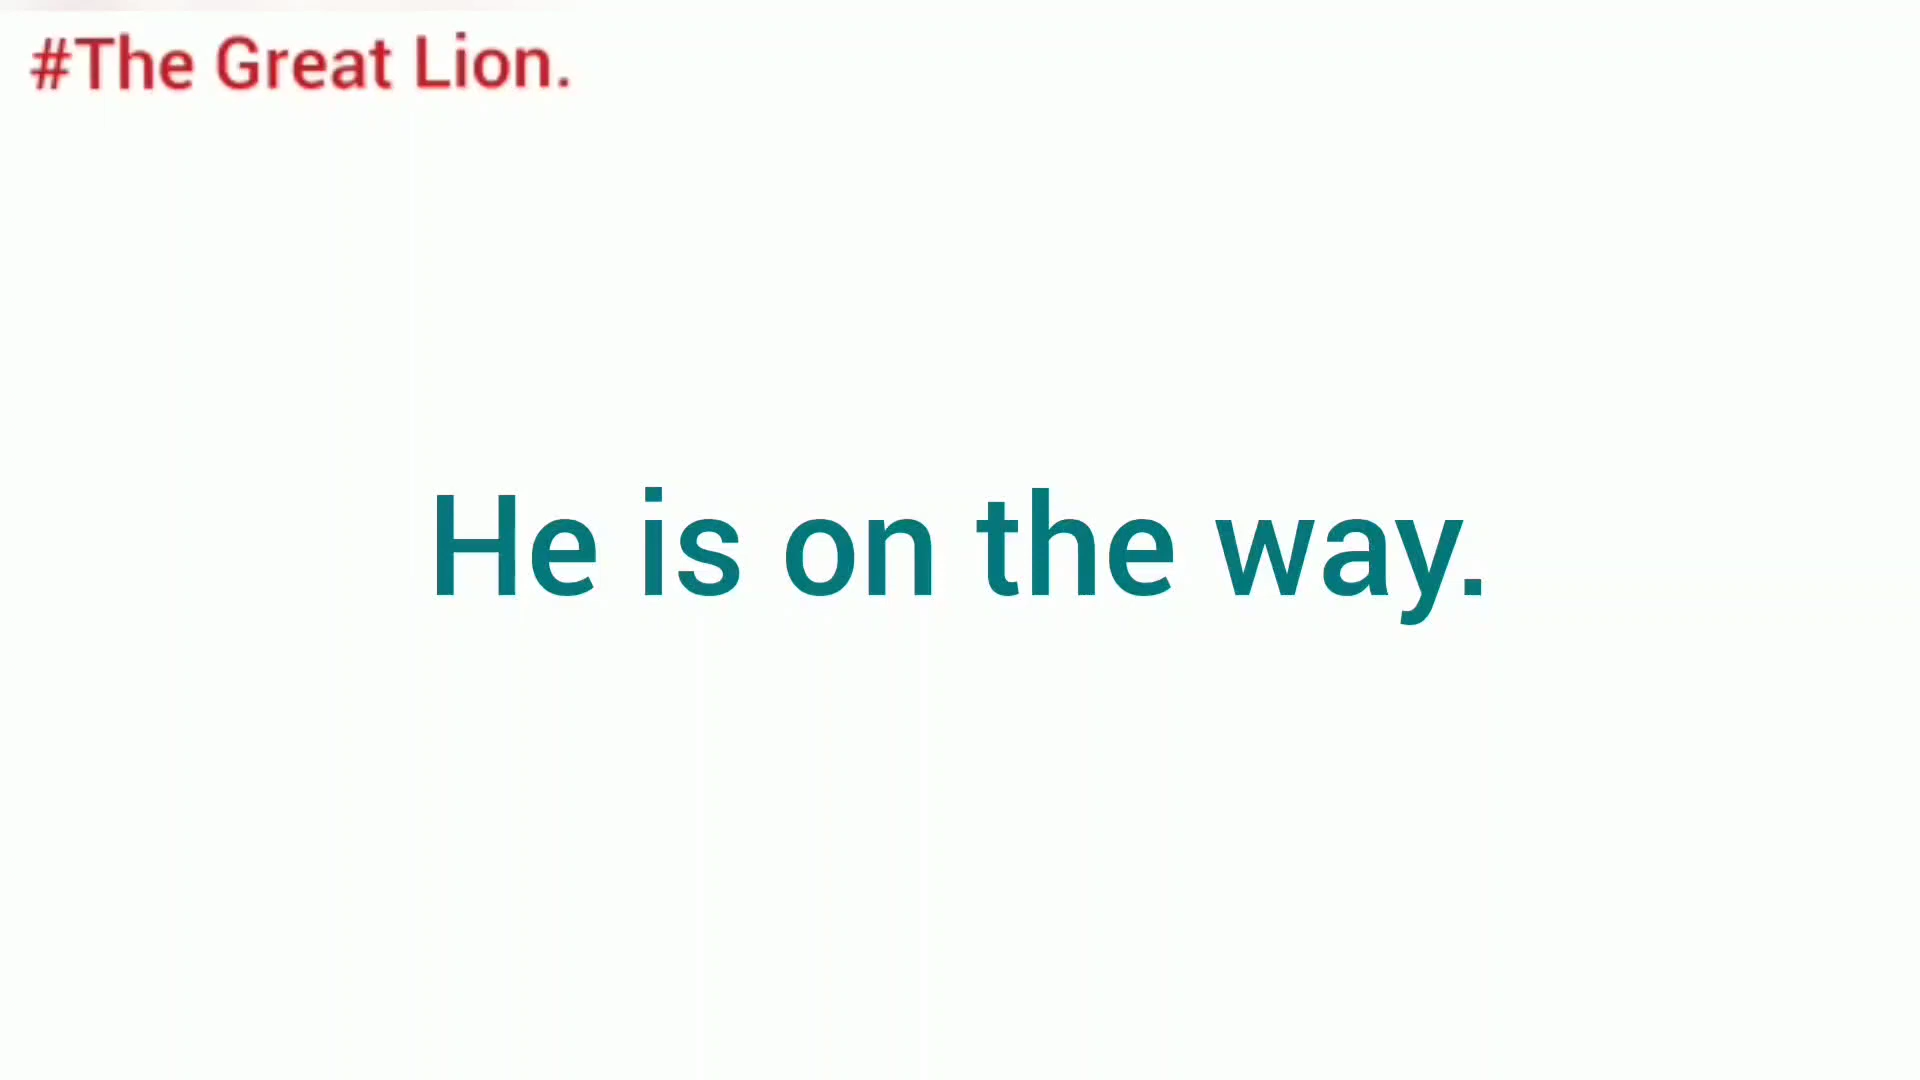 #The Great Lion.
He is on the way.